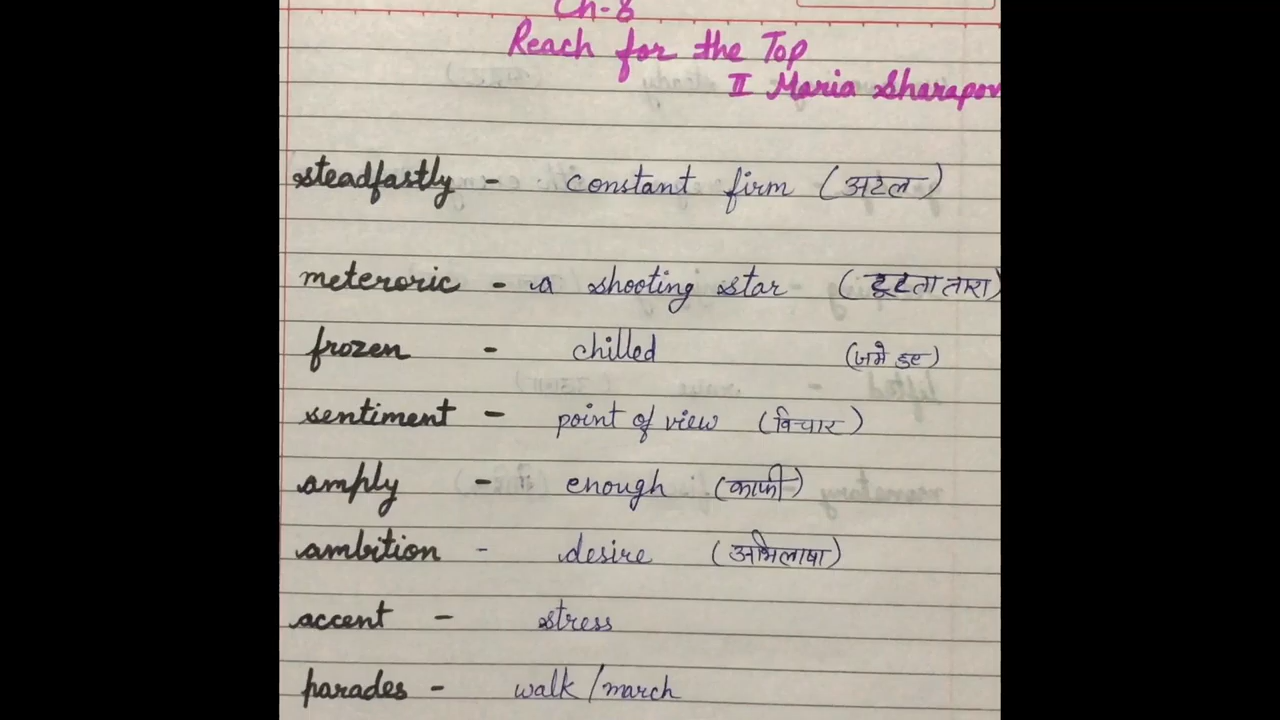 Ch-8
Reach for the Top
II Maria Sharapov
steadfastly - constant firm (अटल)
meteroric - a shooting star (टूटता तारा)
frozen - chilled (जमे हुए)
sentiment - point of view (विचार)
amply - enough (काफी)
ambition - desire (अभिलाषा)
accent - stress
parades - walk/march